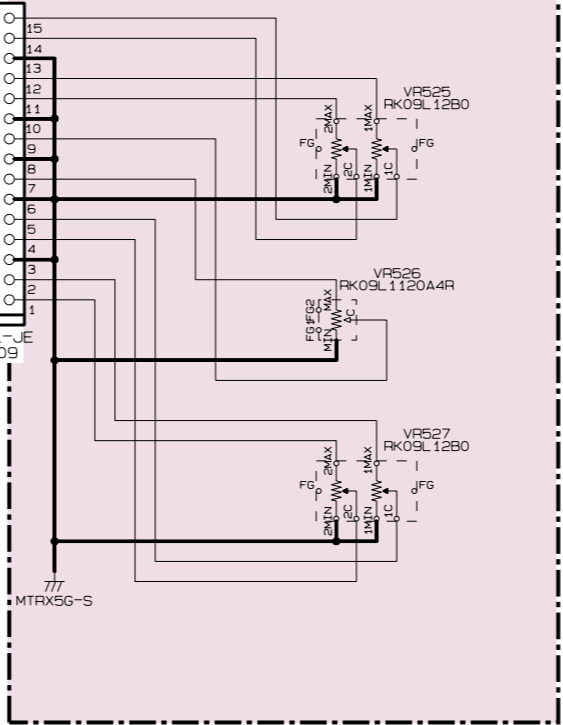 15
14
13
12
11
10
9
8
7
6
5
4
3
2
1
-JE
09
VR525
RK09L12B0
2MAX
1MAX
FG
FG
2MIN
2C
1MIN
1C
VR526
RK09L1120A4R
FG1
FG2
MAX
MIN
C
VR527
RK09L12B0
2MAX
1MAX
FG
FG
2MIN
2C
1MIN
1C
MTRX5G-S